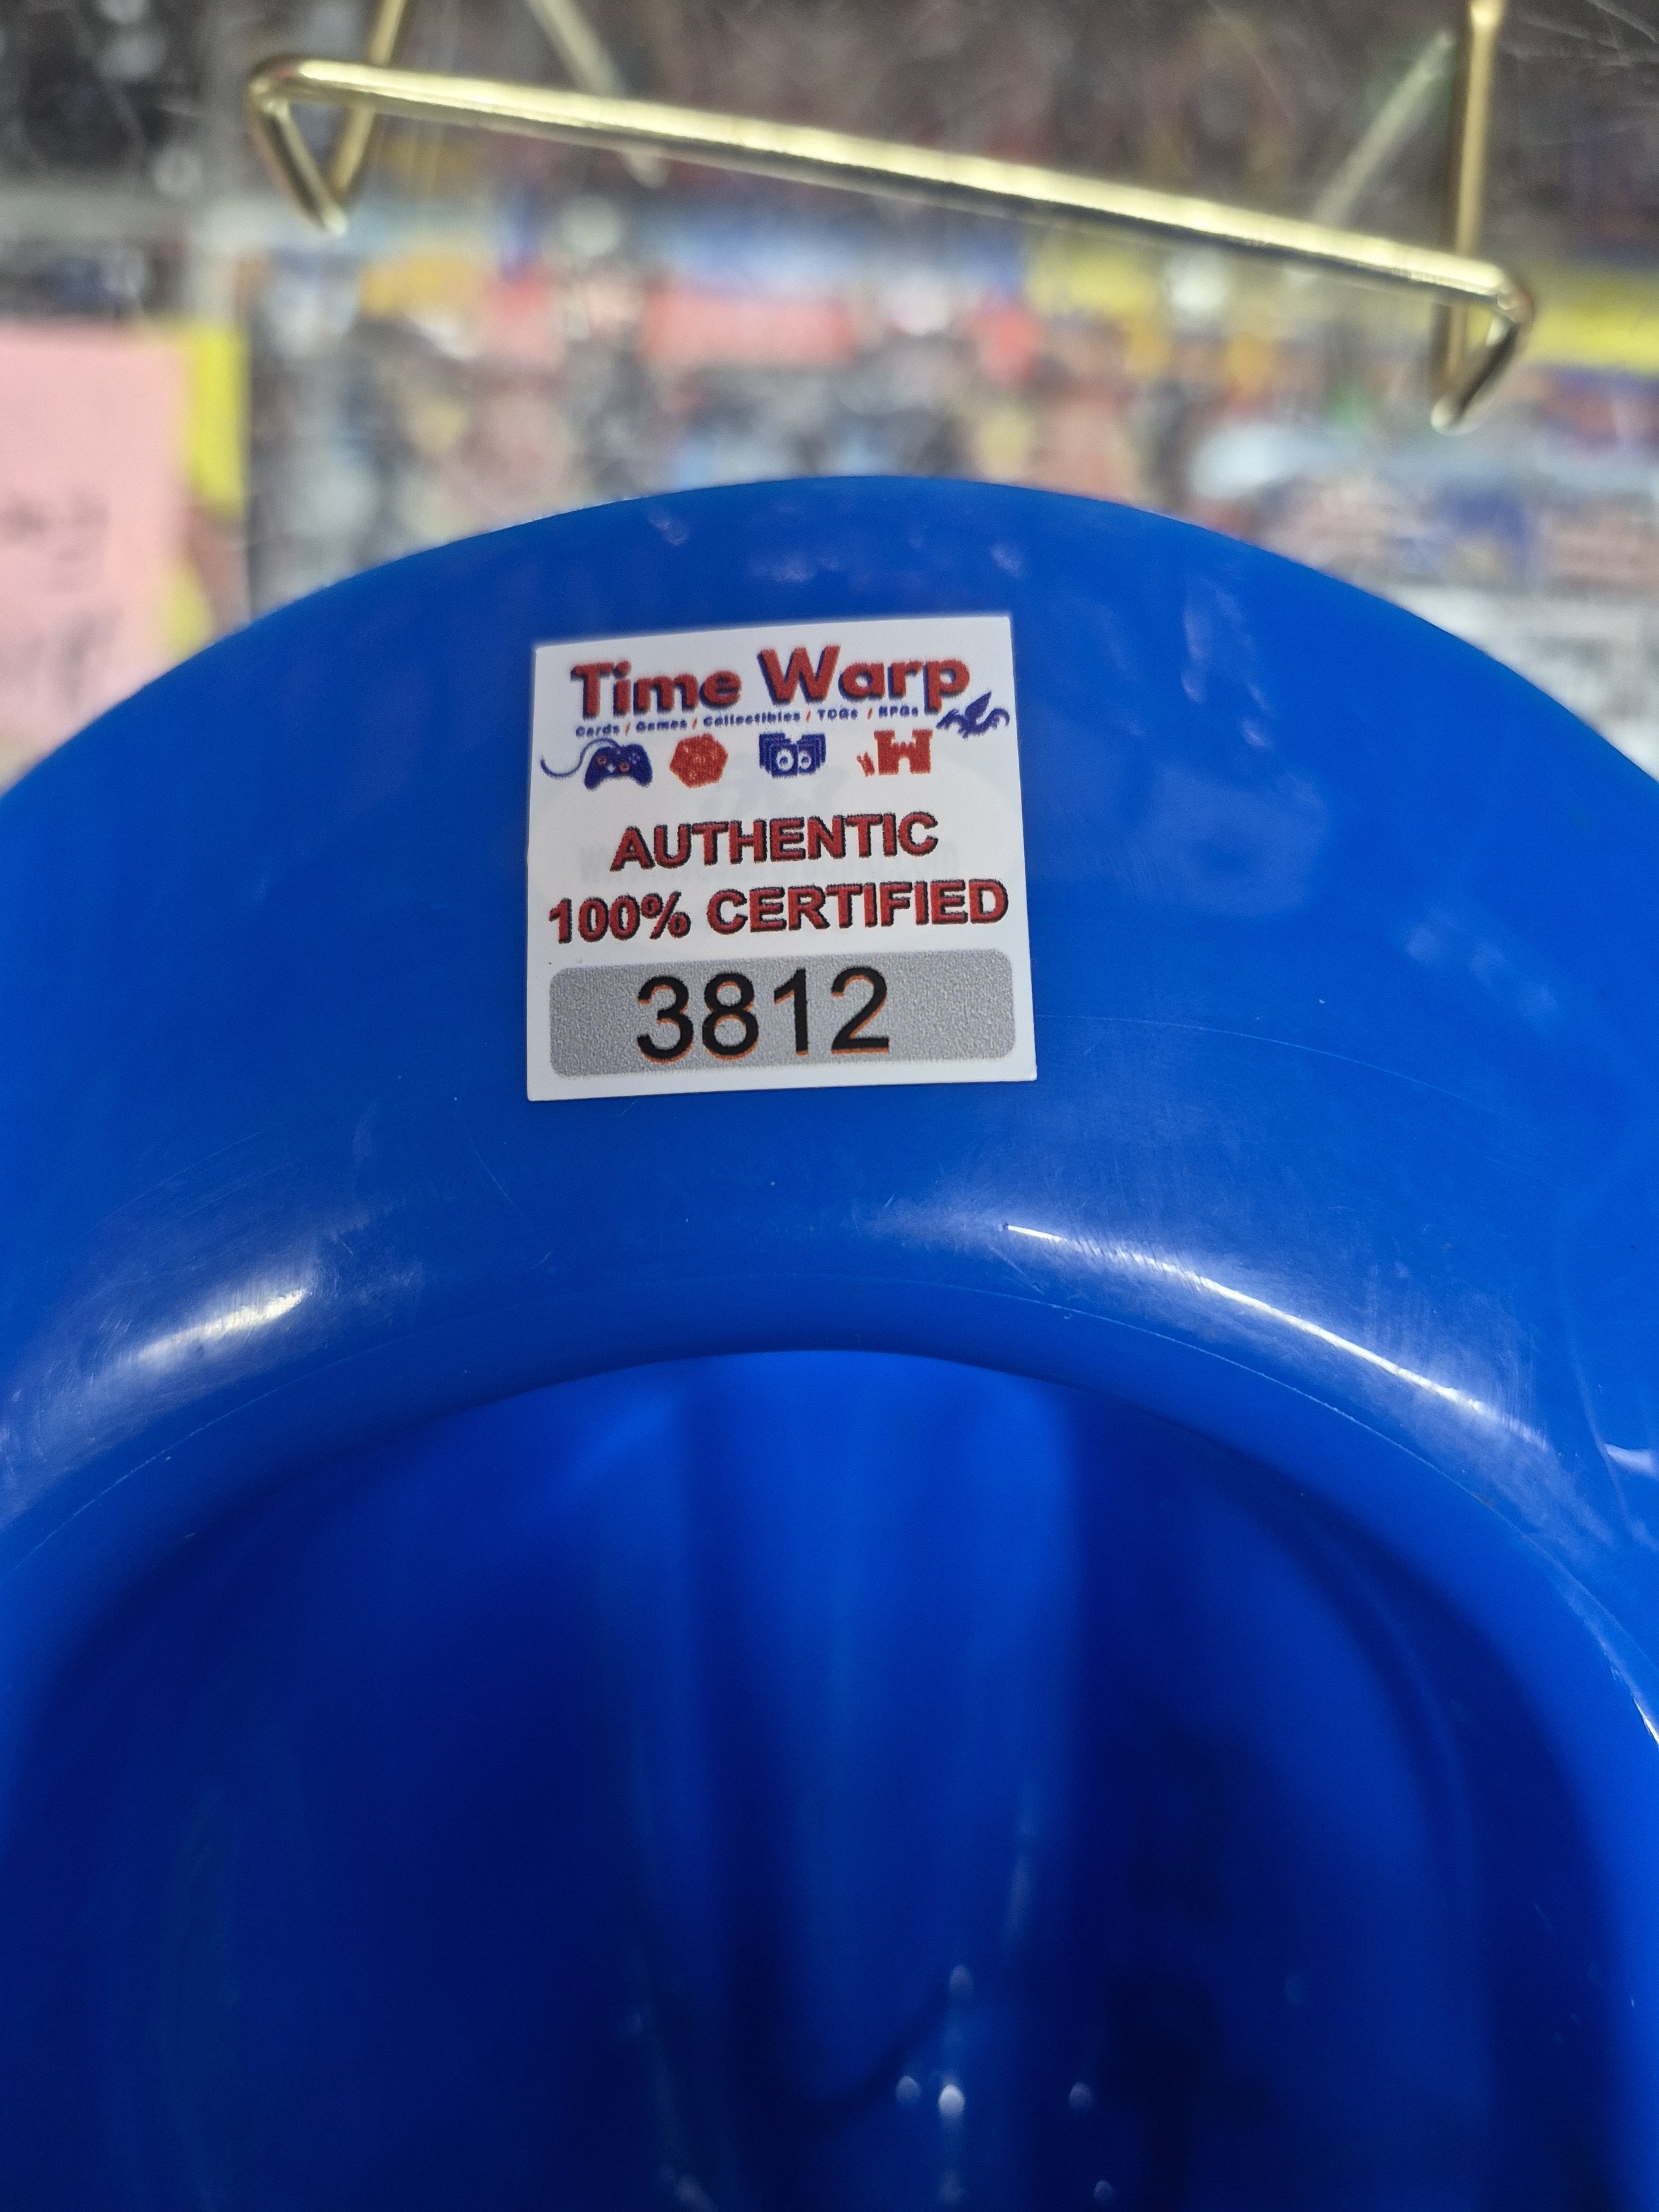 Time Warp
Cards / Games / Collectibles / TCGs / RPGs
AUTHENTIC
100% CERTIFIED
3812